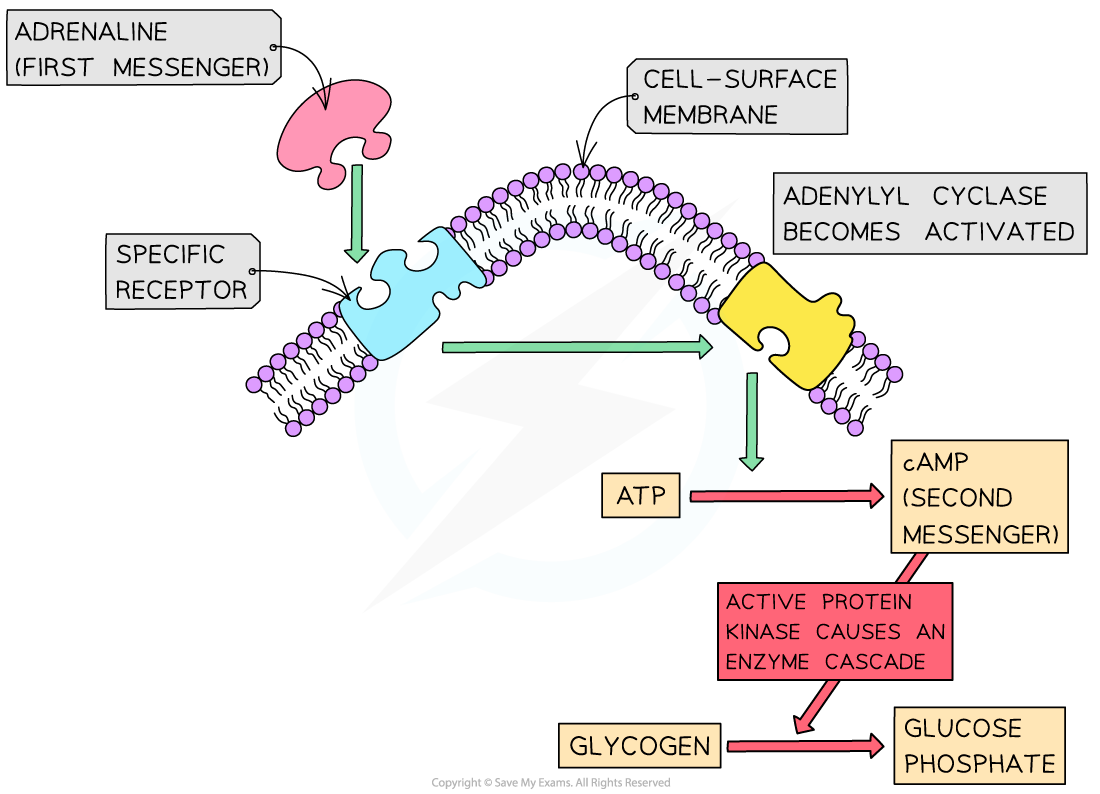 ADRENALINE
(FIRST MESSENGER)
CELL-SURFACE
MEMBRANE
ADENYLYL CYCLASE
BECOMES ACTIVATED
SPECIFIC
RECEPTOR
ATP
cAMP
(SECOND
MESSENGER)
ACTIVE PROTEIN
KINASE CAUSES AN
ENZYME CASCADE
GLYCOGEN
GLUCOSE
PHOSPHATE
Copyright © Save My Exams. All Rights Reserved